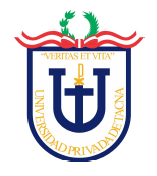 "VERITAS ET VITA"
UNIVERSIDAD PRIVADA DE TACNA